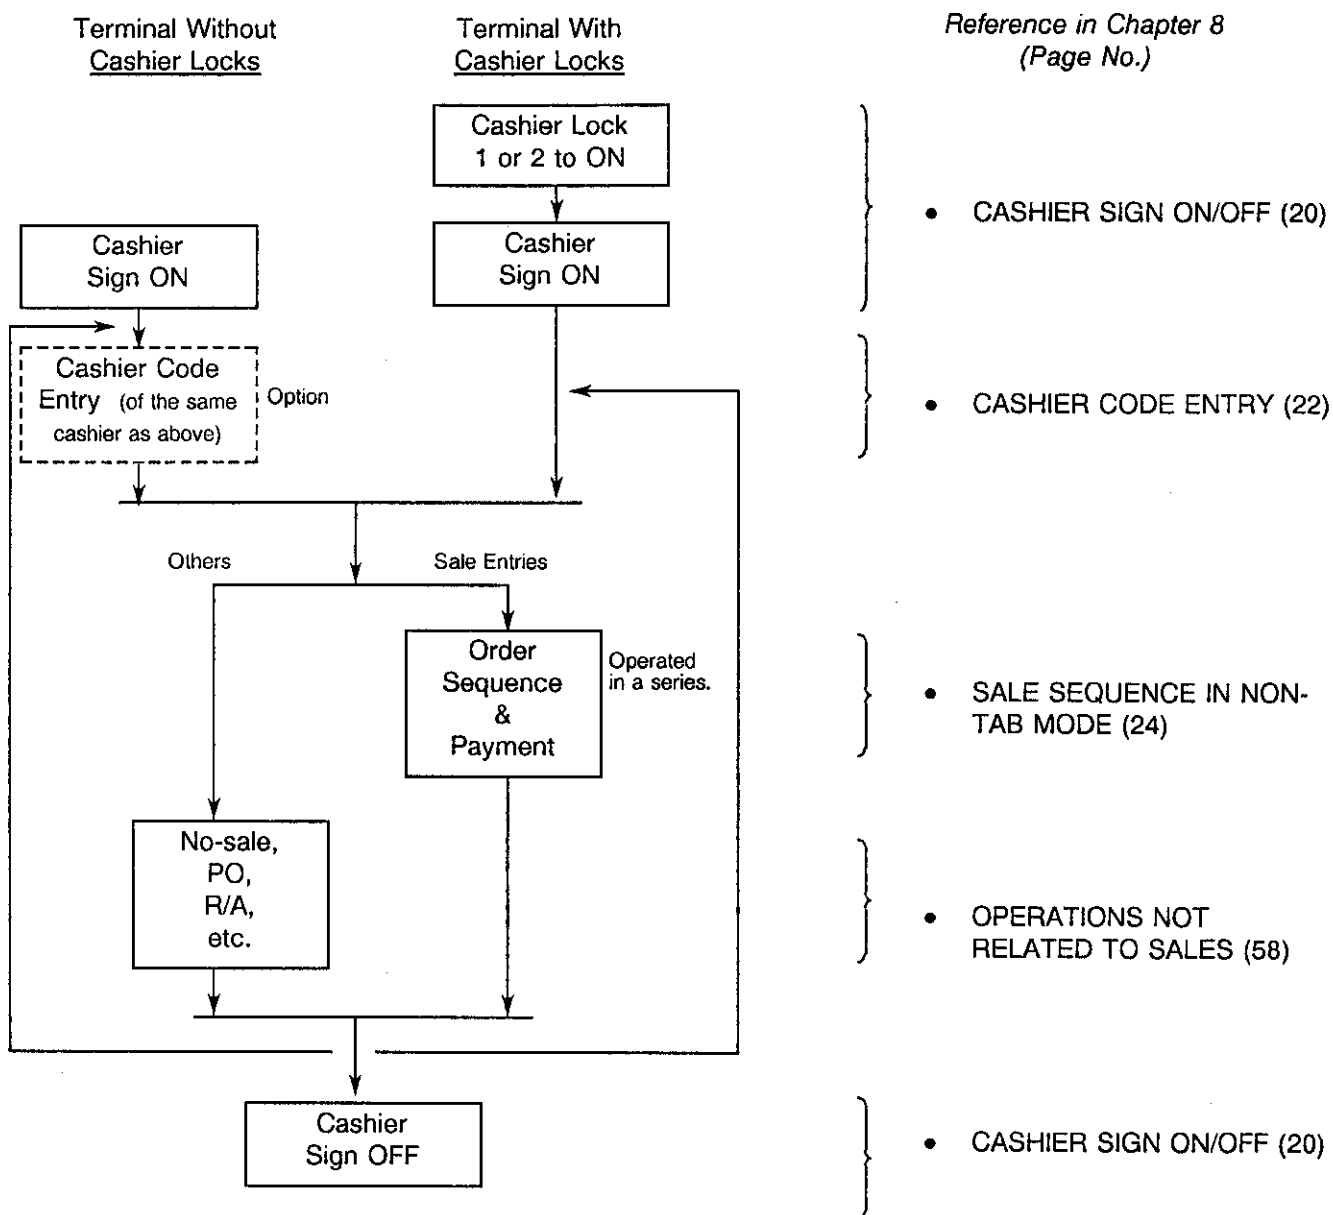 Terminal Without
Cashier Locks
Terminal With
Cashier Locks
Reference in Chapter 8
(Page No.)
Cashier Lock
1 or 2 to ON
Cashier
Sign ON
Cashier
Sign ON
• CASHIER SIGN ON/OFF (20)
Cashier Code
Entry (of the same
cashier as above)
Option
• CASHIER CODE ENTRY (22)
Others
Sale Entries
Order
Sequence
&
Payment
Operated
in a series.
• SALE SEQUENCE IN NON-
TAB MODE (24)
No-sale,
PO,
R/A,
etc.
• OPERATIONS NOT
RELATED TO SALES (58)
Cashier
Sign OFF
• CASHIER SIGN ON/OFF (20)